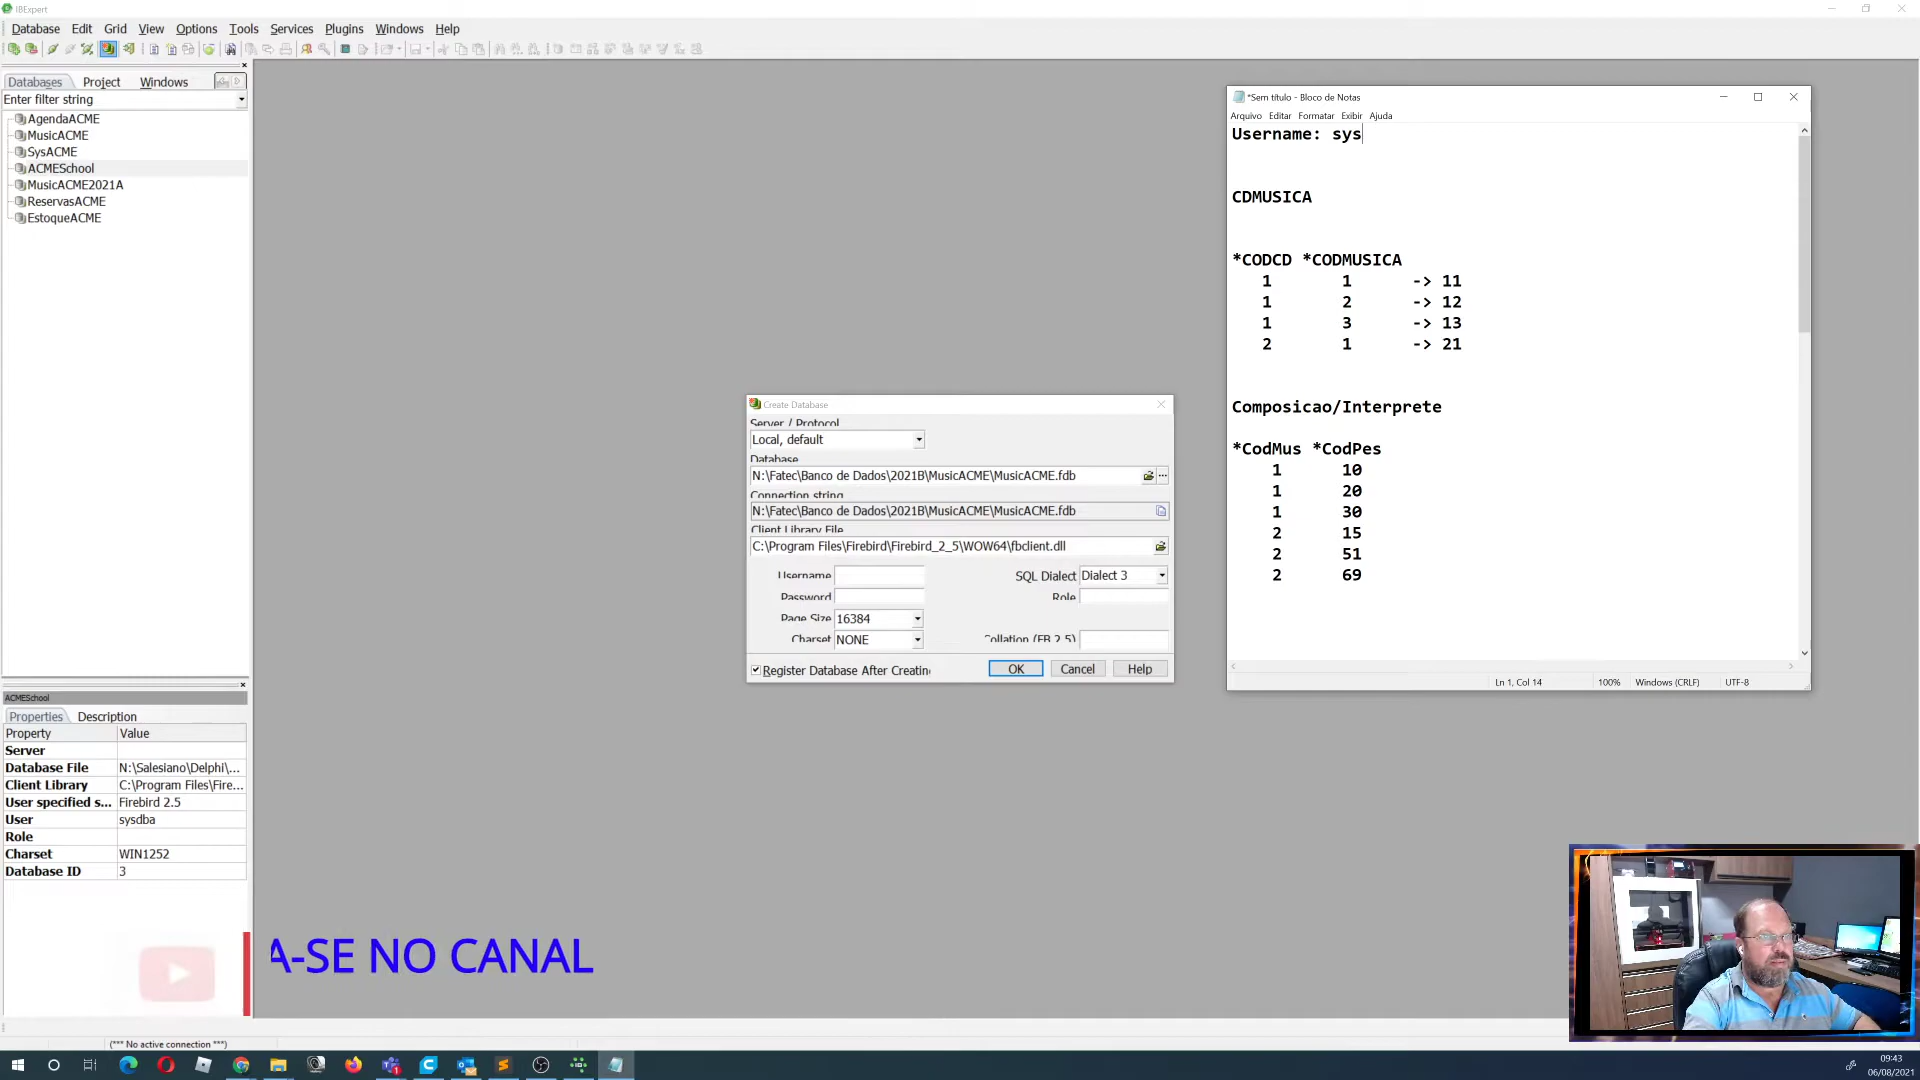 IBExpert
Database Edit Grid View Options Tools Services Plugins Windows Help
Databases Project Windows
Enter filter string
AgendaACME
MusicACME
SysACME
ACMESchool
MusicACME2021A
ReservasACME
EstoqueACME
ACMESchool
Properties Description
Property Value
Server
Database File N:\Salesiano\Delphi\...
Client Library C:\Program Files\Fire...
User specified s... Firebird 2.5
User sysdba
Role
Charset WIN1252
Database ID 3
Create Database
Server / Protocol
Local, default
Database
N:\Fatec\Banco de Dados\2021B\MusicACME\MusicACME.fdb
Connection string
N:\Fatec\Banco de Dados\2021B\MusicACME\MusicACME.fdb
Client Library File
C:\Program Files\Firebird\Firebird_2_5\WOW64\fbclient.dll
Username SQL Dialect Dialect 3
Password Role
Page Size 16384
Charset NONE Collation (FB 2.5)
Register Database After Creatin
OK Cancel Help
*Sem título - Bloco de Notas
Arquivo Editar Formatar Exibir Ajuda
Username: sys
CDMUSICA
*CODCD *CODMUSICA
1 1 -> 11
1 2 -> 12
1 3 -> 13
2 1 -> 21
Composicao/Interprete
*CodMus *CodPes
1 10
1 20
1 30
2 15
2 51
2 69
Ln 1, Col 14 100% Windows (CRLF) UTF-8
A-SE NO CANAL
(*** No active connection ***)
09:43
06/08/2021